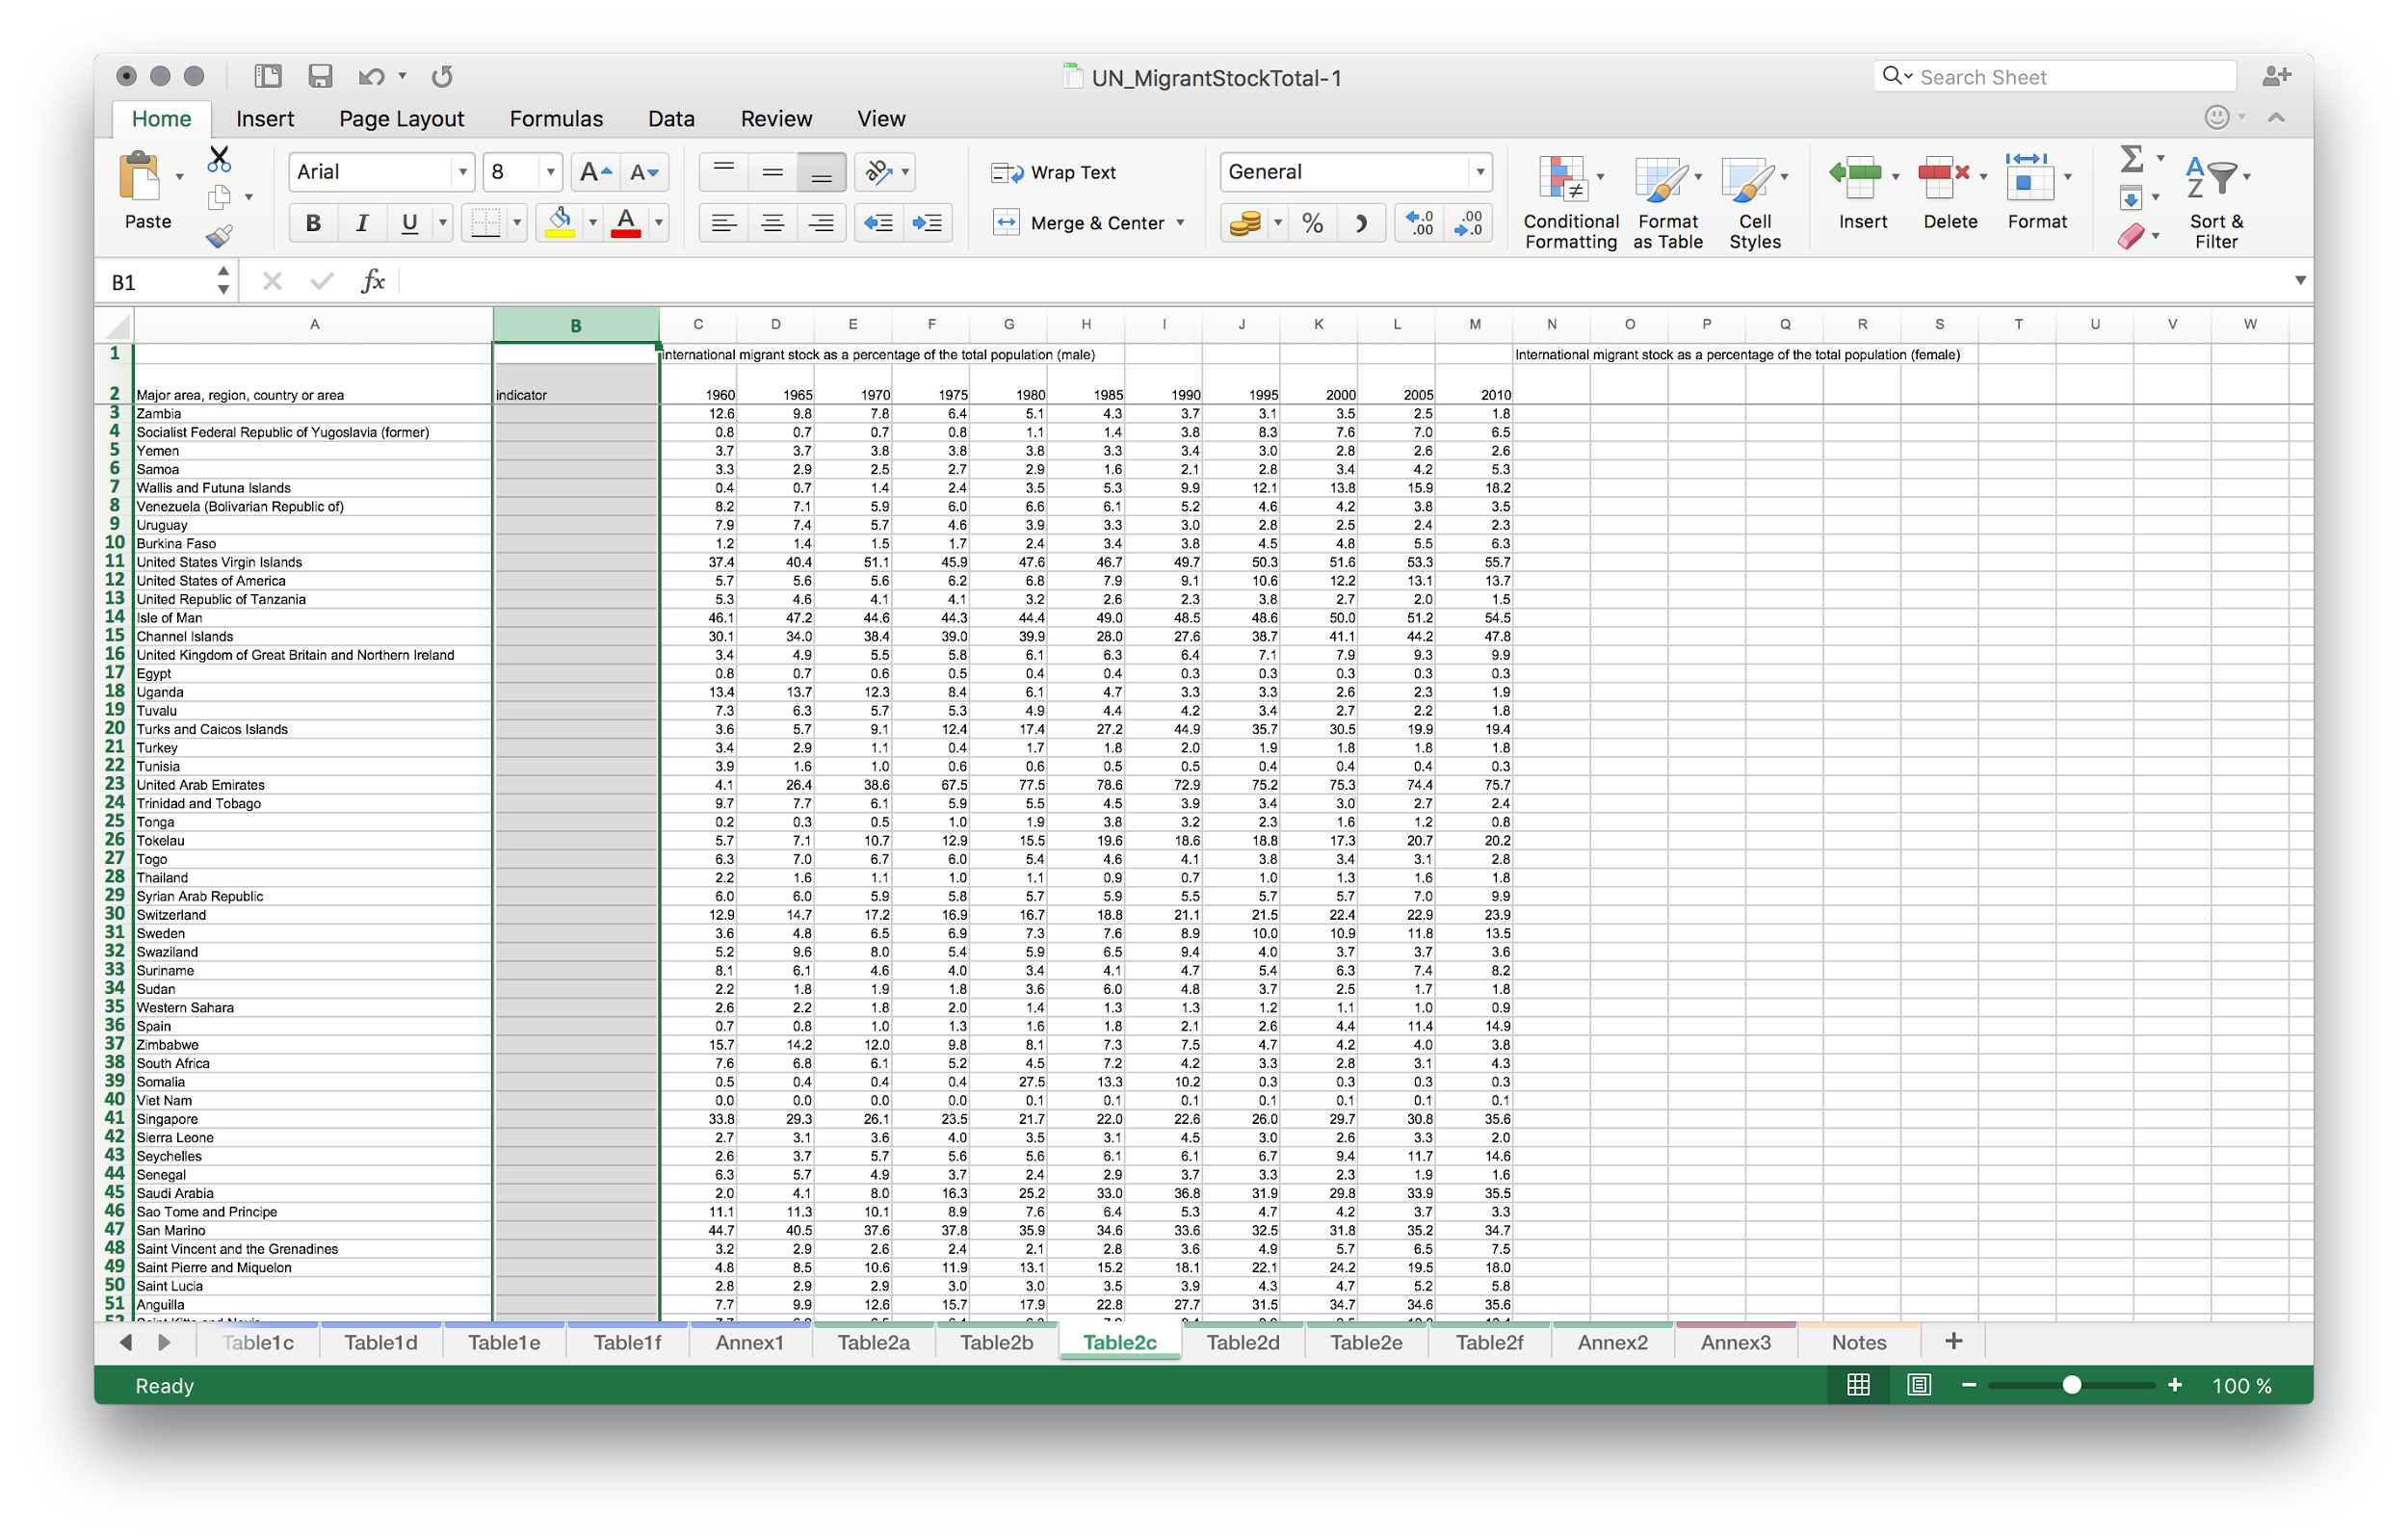 UN_MigrantStockTotal-1
Search Sheet
Home Insert Page Layout Formulas Data Review View
Paste
Arial 8
Wrap Text
General
B I U
Merge & Center
Conditional Formatting
Format as Table
Cell Styles
Insert
Delete
Format
Sort & Filter
B1 fx
A B C D E F G H I J K L M N O P Q R S T U V W
1 International migrant stock as a percentage of the total population (male) International migrant stock as a percentage of the total population (female)
2 Major area, region, country or area indicator 1960 1965 1970 1975 1980 1985 1990 1995 2000 2005 2010
3 Zambia 12.6 9.8 7.8 6.4 5.1 4.3 3.7 3.1 3.5 2.5 1.8
4 Socialist Federal Republic of Yugoslavia (former) 0.8 0.7 0.7 0.8 1.1 1.4 3.8 8.3 7.6 7.0 6.5
5 Yemen 3.7 3.7 3.8 3.8 3.8 3.3 3.4 3.0 2.8 2.6 2.6
6 Samoa 3.3 2.9 2.5 2.7 2.9 1.6 2.1 2.8 3.4 4.2 5.3
7 Wallis and Futuna Islands 0.4 0.7 1.4 2.4 3.5 5.3 9.9 12.1 13.8 15.9 18.2
8 Venezuela (Bolivarian Republic of) 8.2 7.1 5.9 6.0 6.6 6.1 5.2 4.6 4.2 3.8 3.5
9 Uruguay 7.9 7.4 5.7 4.6 3.9 3.3 3.0 2.8 2.5 2.4 2.3
10 Burkina Faso 1.2 1.4 1.5 1.7 2.4 3.4 3.8 4.5 4.8 5.5 6.3
11 United States Virgin Islands 37.4 40.4 51.1 45.9 47.6 46.7 49.7 50.3 51.6 53.3 55.7
12 United States of America 5.7 5.6 5.6 6.2 6.8 7.9 9.1 10.6 12.2 13.1 13.7
13 United Republic of Tanzania 5.3 4.6 4.1 4.1 3.2 2.6 2.3 3.8 2.7 2.0 1.5
14 Isle of Man 46.1 47.2 44.6 44.3 44.4 49.0 48.5 48.6 50.0 51.2 54.5
15 Channel Islands 30.1 34.0 38.4 39.0 39.9 28.0 27.6 38.7 41.1 44.2 47.8
16 United Kingdom of Great Britain and Northern Ireland 3.4 4.9 5.5 5.8 6.1 6.3 6.4 7.1 7.9 9.3 9.9
17 Egypt 0.8 0.7 0.6 0.5 0.4 0.4 0.3 0.3 0.3 0.3 0.3
18 Uganda 13.4 13.7 12.3 8.4 6.1 4.7 3.3 3.3 2.6 2.3 1.9
19 Tuvalu 7.3 6.3 5.7 5.3 4.9 4.4 4.2 3.4 2.7 2.2 1.8
20 Turks and Caicos Islands 3.6 5.7 9.1 12.4 17.4 27.2 44.9 35.7 30.5 19.9 19.4
21 Turkey 3.4 2.9 1.1 0.4 1.7 1.8 2.0 1.9 1.8 1.8 1.8
22 Tunisia 3.9 1.6 1.0 0.6 0.6 0.5 0.5 0.4 0.4 0.4 0.3
23 United Arab Emirates 4.1 26.4 38.6 67.5 77.5 78.6 72.9 75.2 75.3 74.4 75.7
24 Trinidad and Tobago 9.7 7.7 6.1 5.9 5.5 4.5 3.9 3.4 3.0 2.7 2.4
25 Tonga 0.2 0.3 0.5 1.0 1.9 3.8 3.2 2.3 1.6 1.2 0.8
26 Tokelau 5.7 7.1 10.7 12.9 15.5 19.6 18.6 18.8 17.3 20.7 20.2
27 Togo 6.3 7.0 6.7 6.0 5.4 4.6 4.1 3.8 3.4 3.1 2.8
28 Thailand 2.2 1.6 1.1 1.0 1.1 0.9 0.7 1.0 1.3 1.6 1.8
29 Syrian Arab Republic 6.0 6.0 5.9 5.8 5.7 5.9 5.5 5.7 5.7 7.0 9.9
30 Switzerland 12.9 14.7 17.2 16.9 16.7 18.8 21.1 21.5 22.4 22.9 23.9
31 Sweden 3.6 4.8 6.5 6.9 7.3 7.6 8.9 10.0 10.9 11.8 13.5
32 Swaziland 5.2 9.6 8.0 5.4 5.9 6.5 9.4 4.0 3.7 3.7 3.6
33 Suriname 8.1 6.1 4.6 4.0 3.4 4.1 4.7 5.4 6.3 7.4 8.2
34 Sudan 2.2 1.8 1.9 1.8 3.6 6.0 4.8 3.7 2.5 1.7 1.8
35 Western Sahara 2.6 2.2 1.8 2.0 1.4 1.3 1.3 1.2 1.1 1.0 0.9
36 Spain 0.7 0.8 1.0 1.3 1.6 1.8 2.1 2.6 4.4 11.4 14.9
37 Zimbabwe 15.7 14.2 12.0 9.8 8.1 7.3 7.5 4.7 4.2 4.0 3.8
38 South Africa 7.6 6.8 6.1 5.2 4.5 7.2 4.2 3.3 2.8 3.1 4.3
39 Somalia 0.5 0.4 0.4 0.4 27.5 13.3 10.2 0.3 0.3 0.3 0.3
40 Viet Nam 0.0 0.0 0.0 0.0 0.1 0.1 0.1 0.1 0.1 0.1 0.1
41 Singapore 33.8 29.3 26.1 23.5 21.7 22.0 22.6 26.0 29.7 30.8 35.6
42 Sierra Leone 2.7 3.1 3.6 4.0 3.5 3.1 4.5 3.0 2.6 3.3 2.0
43 Seychelles 2.6 3.7 5.7 5.6 5.6 6.1 6.1 6.7 9.4 11.7 14.6
44 Senegal 6.3 5.7 4.9 3.7 2.4 2.9 3.7 3.3 2.3 1.9 1.6
45 Saudi Arabia 2.0 4.1 8.0 16.3 25.2 33.0 36.8 31.9 29.8 33.9 35.5
46 Sao Tome and Principe 11.1 11.3 10.1 8.9 7.6 6.4 5.3 4.7 4.2 3.7 3.3
47 San Marino 44.7 40.5 37.6 37.8 35.9 34.6 33.6 32.5 31.8 35.2 34.7
48 Saint Vincent and the Grenadines 3.2 2.9 2.6 2.4 2.1 2.8 3.6 4.9 5.7 6.5 7.5
49 Saint Pierre and Miquelon 4.8 8.5 10.6 11.9 13.1 15.2 18.1 22.1 24.2 19.5 18.0
50 Saint Lucia 2.8 2.9 2.9 3.0 3.0 3.5 3.9 4.3 4.7 5.2 5.8
51 Anguilla 7.7 9.9 12.6 15.7 17.9 22.8 27.7 31.5 34.7 34.6 35.6
Table1c Table1d Table1e Table1f Annex1 Table2a Table2b Table2c Table2d Table2e Table2f Annex2 Annex3 Notes
Ready 100 %